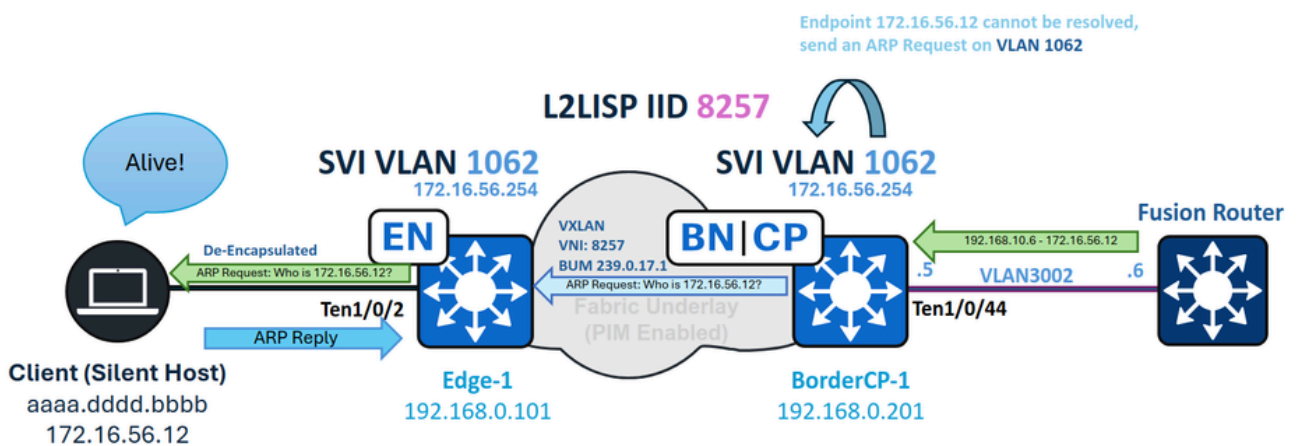 Endpoint 172.16.56.12 cannot be resolved,
send an ARP Request on VLAN 1062
L2LISP IID 8257
Alive!
SVI VLAN 1062
172.16.56.254
SVI VLAN 1062
172.16.56.254
Fusion Router
EN
VXLAN
VNI: 8257
BUM 239.0.17.1
BN|CP
192.168.10.6 - 172.16.56.12
De-Encapsulated
ARP Request: Who is 172.16.56.12?
ARP Request: Who is 172.16.56.12?
.5
VLAN3002
.6
Ten1/0/2
Fabric Underlay
(PIM Enabled)
Ten1/0/44
ARP Reply
Client (Silent Host)
aaaa.dddd.bbbb
172.16.56.12
Edge-1
192.168.0.101
BorderCP-1
192.168.0.201